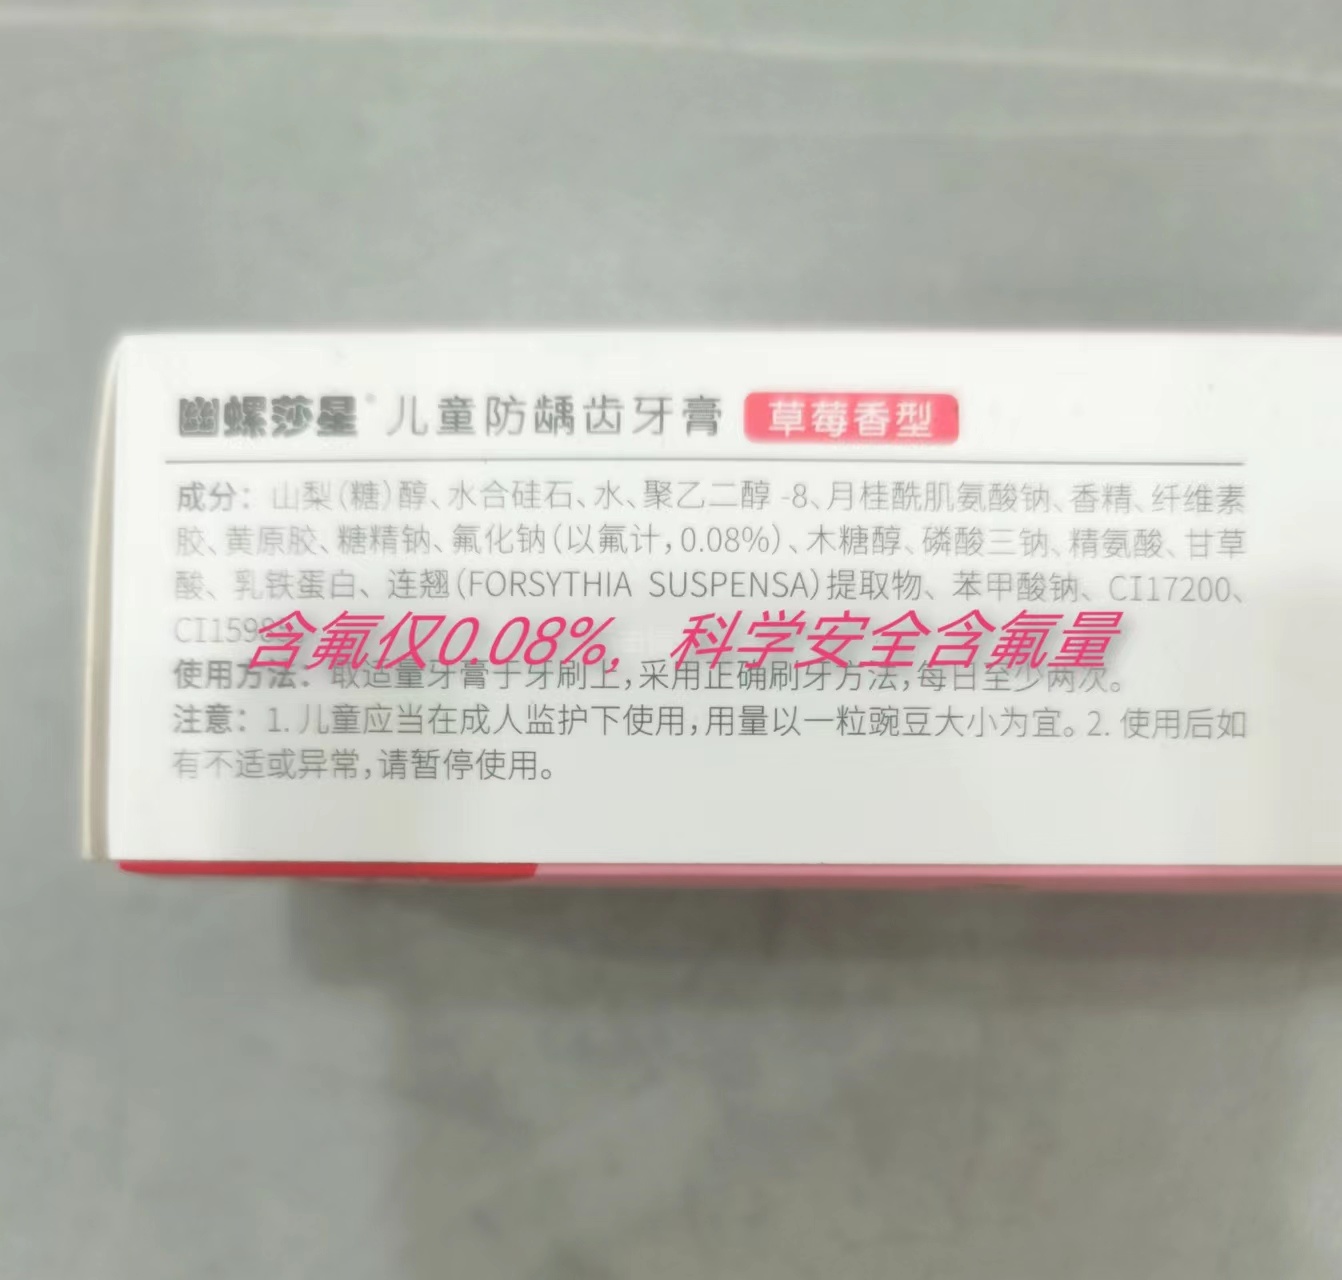 幽螺莎星 儿童防龋齿牙膏 草莓香型
成分：山梨（糖）醇、水合硅石、水、聚乙二醇 -8、月桂酰肌氨酸钠、香精、纤维素
胶、黄原胶、糖精钠、氟化钠（以氟计，0.08%）、木糖醇、磷酸三钠、精氨酸、甘草
酸、乳铁蛋白、连翘（FORSYTHIA SUSPENSA）提取物、苯甲酸钠、CI17200、
含氟仅0.08%，科学安全含氟量
使用方法：取适量牙膏于牙刷上，采用正确刷牙方法，每日至少两次。
注意：1. 儿童应当在成人监护下使用，用量以一粒豌豆大小为宜。2. 使用后如
有不适或异常，请暂停使用。